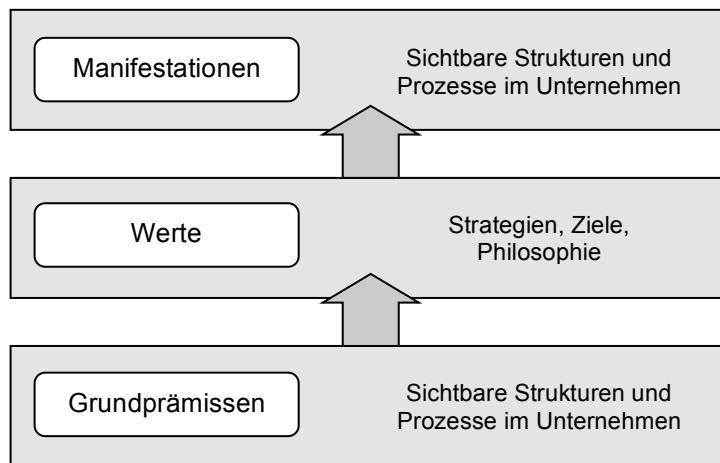 Manifestationen
Sichtbare Strukturen und
Prozesse im Unternehmen
Werte
Strategien, Ziele,
Philosophie
Grundprämissen
Sichtbare Strukturen und
Prozesse im Unternehmen